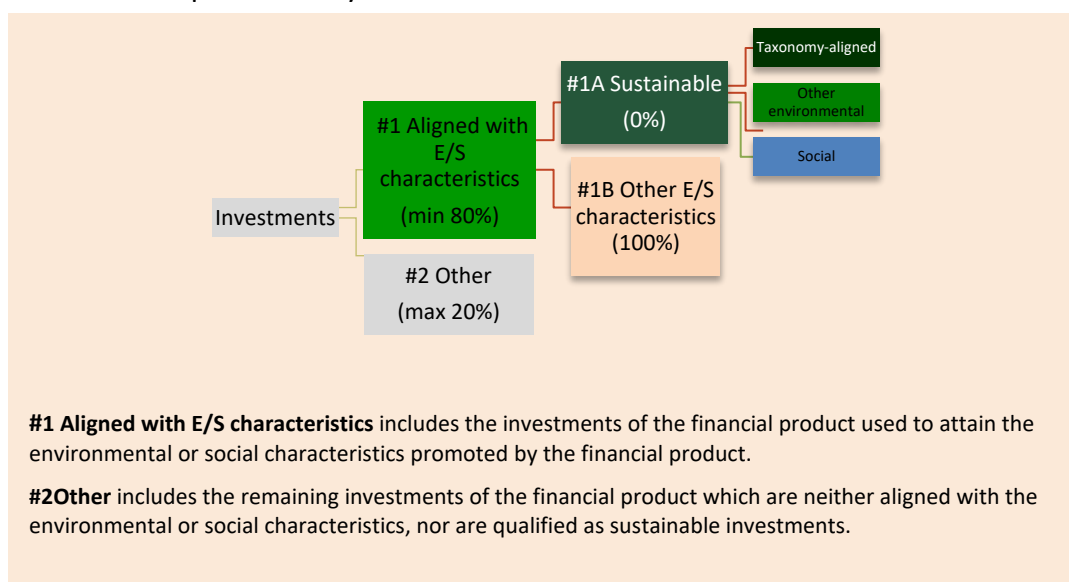 Investments
#1 Aligned with
E/S
characteristics
(min 80%)
#2 Other
(max 20%)
#1A Sustainable
(0%)
#1B Other E/S
characteristics
(100%)
Taxonomy-aligned
Other
environmental
Social
#1 Aligned with E/S characteristics includes the investments of the financial product used to attain the
environmental or social characteristics promoted by the financial product.
#2Other includes the remaining investments of the financial product which are neither aligned with the
environmental or social characteristics, nor are qualified as sustainable investments.